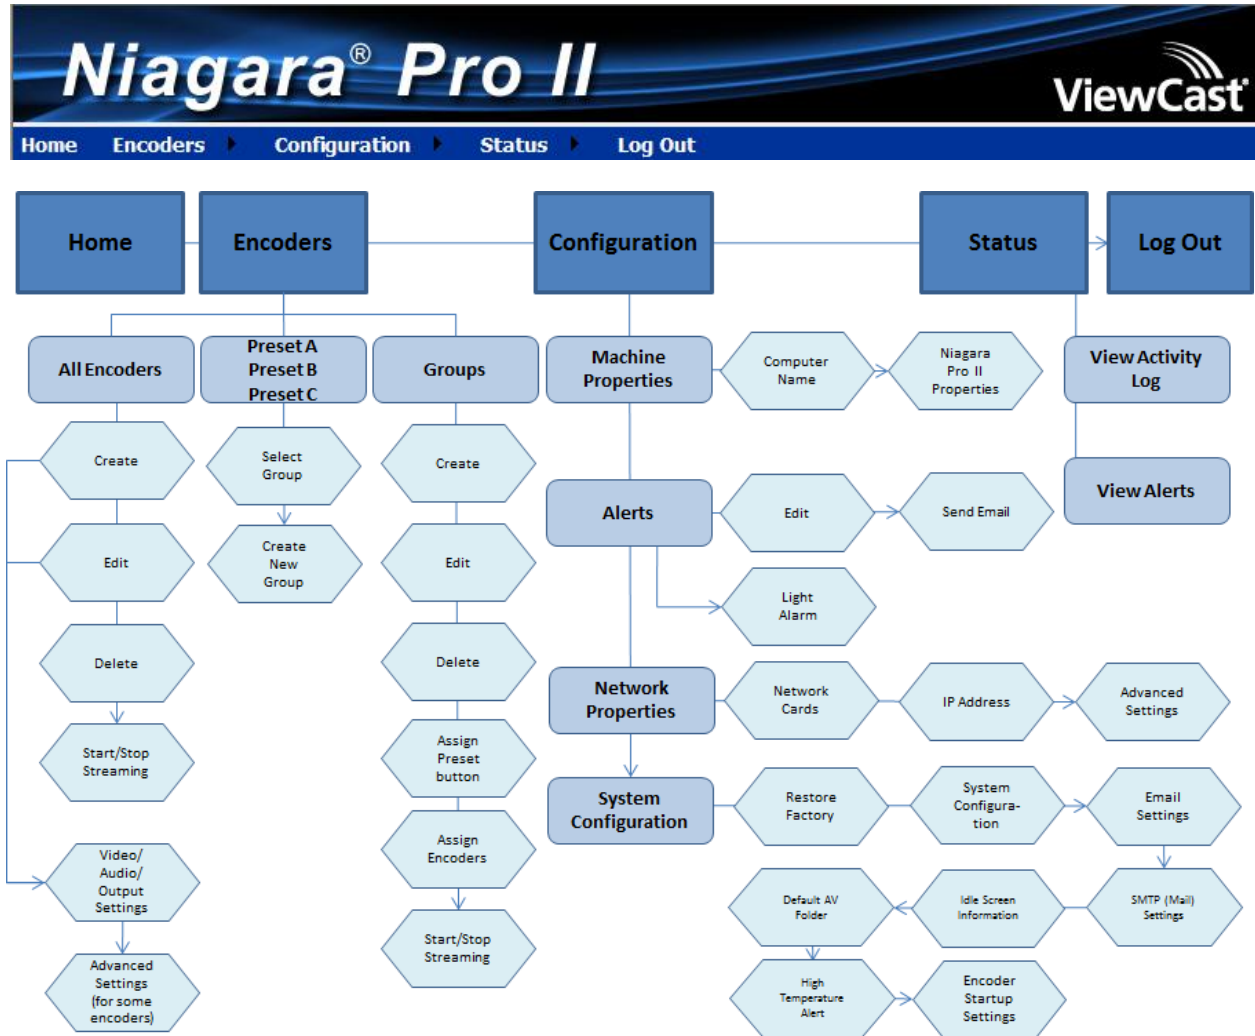 Niagara® Pro II
ViewCast®
Home Encoders Configuration Status Log Out
Home
Encoders
Configuration
Status
Log Out
All Encoders
Preset A
Preset B
Preset C
Groups
Machine
Properties
Computer
Name
Niagara
Pro II
Properties
View Activity
Log
Create
Select
Group
Create
Alerts
Edit
Send Email
View Alerts
Edit
Create
New
Group
Edit
Light
Alarm
Delete
Delete
Network
Properties
Network
Cards
IP Address
Advanced
Settings
Start/Stop
Streaming
Assign
Preset
button
System
Configuration
Restore
Factory
System
Configura-
tion
Email
Settings
Video/
Audio/
Output
Settings
Assign
Encoders
Default AV
Folder
Idle Screen
Information
SMTP (Mail)
Settings
Advanced
Settings
(for some
encoders)
Start/Stop
Streaming
High
Temperature
Alert
Encoder
Startup
Settings